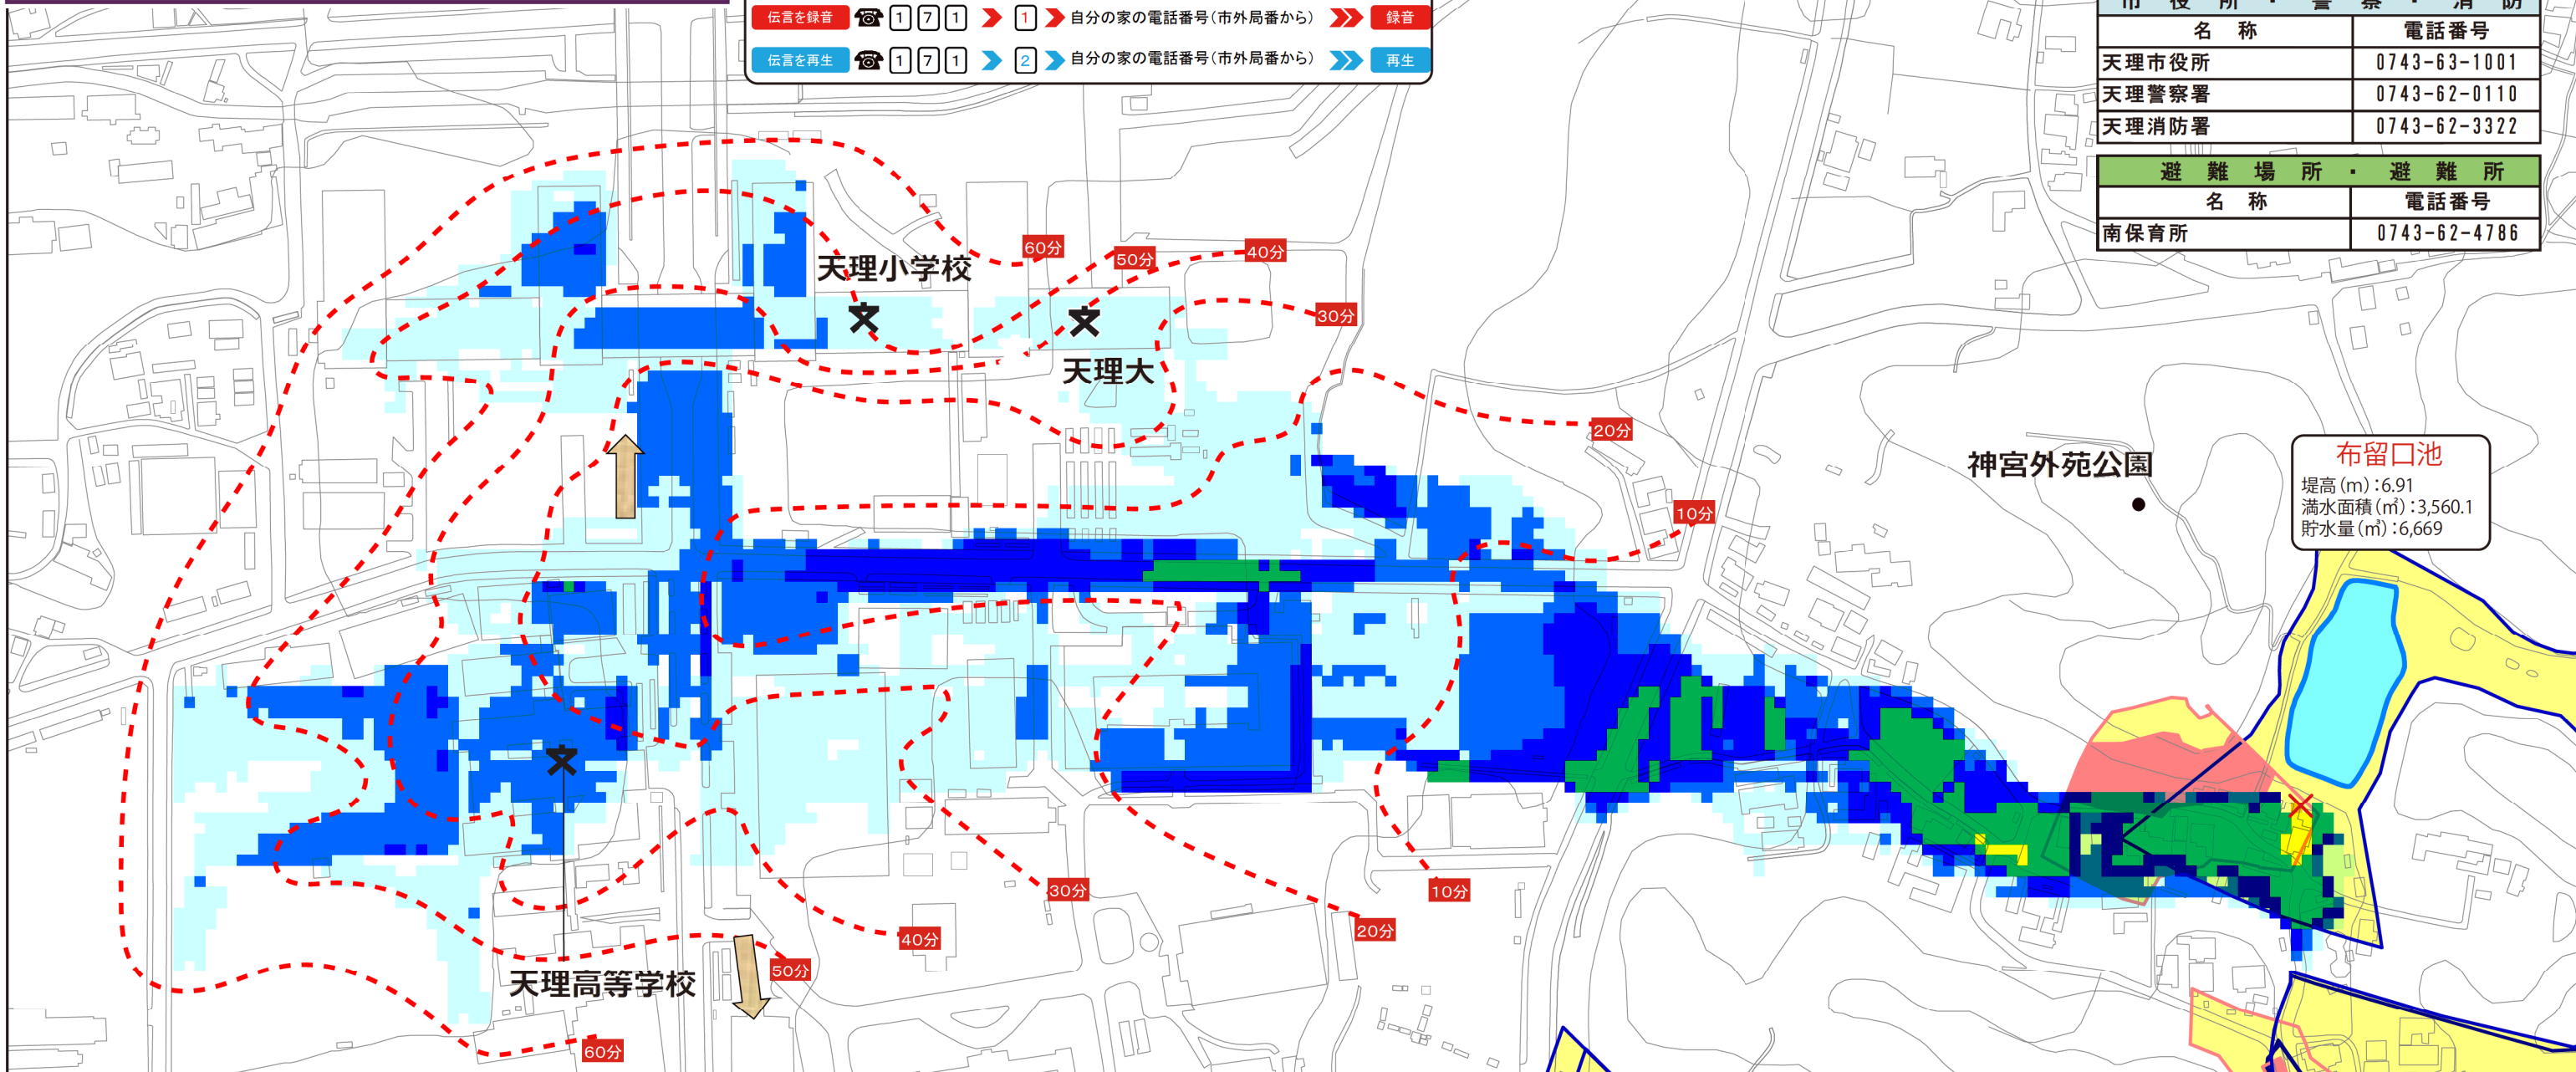 伝言を録音 ☎ 1 7 1 1 自分の家の電話番号(市外局番から) 録音
伝言を再生 ☎ 1 7 1 2 自分の家の電話番号(市外局番から) 再生
市役所・警察・消防
名称 電話番号
天理市役所 0743-63-1001
天理警察署 0743-62-0110
天理消防署 0743-62-3322
避難場所・避難所
名称 電話番号
南保育所 0743-62-4786
60分
50分
40分
天理小学校
30分
天理大
20分
神宮外苑公園
布留口池
堤高(m):6.91
満水面積(㎡):3,560.1
貯水量(㎥):6,669
10分
30分
10分
40分
20分
50分
天理高等学校
60分